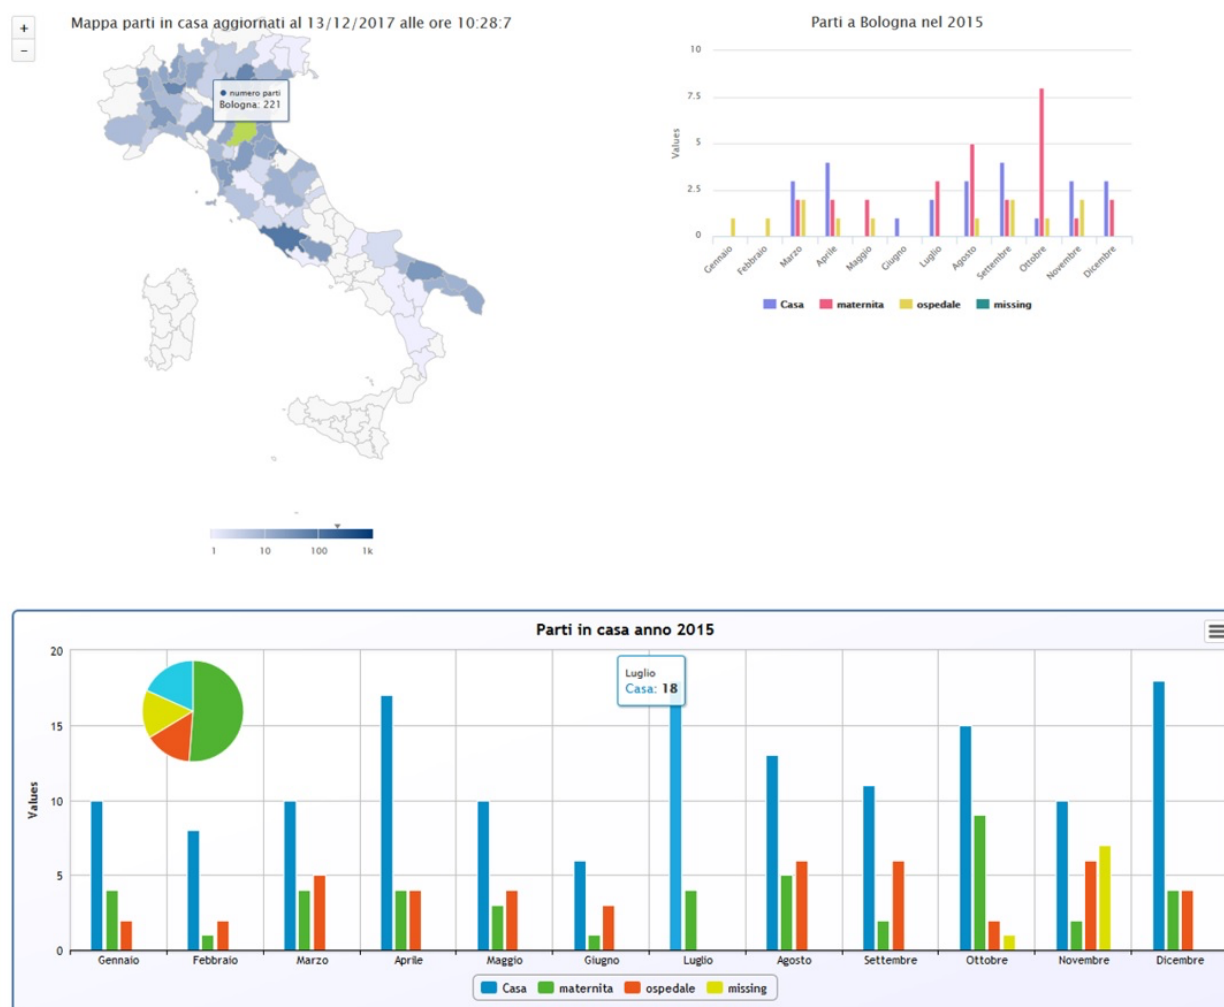 +
−
Mappa parti in casa aggiornati al 13/12/2017 alle ore 10:28:7
numero parti
Bologna: 221
1 10 100 1k
Parti a Bologna nel 2015
Values
10
7.5
5
2.5
0
Gennaio Febbraio Marzo Aprile Maggio Giugno Luglio Agosto Settembre Ottobre Novembre Dicembre
Casa maternita ospedale missing
Parti in casa anno 2015
Luglio
Casa: 18
Values
20
15
10
5
0
Gennaio Febbraio Marzo Aprile Maggio Giugno Luglio Agosto Settembre Ottobre Novembre Dicembre
Casa maternita ospedale missing